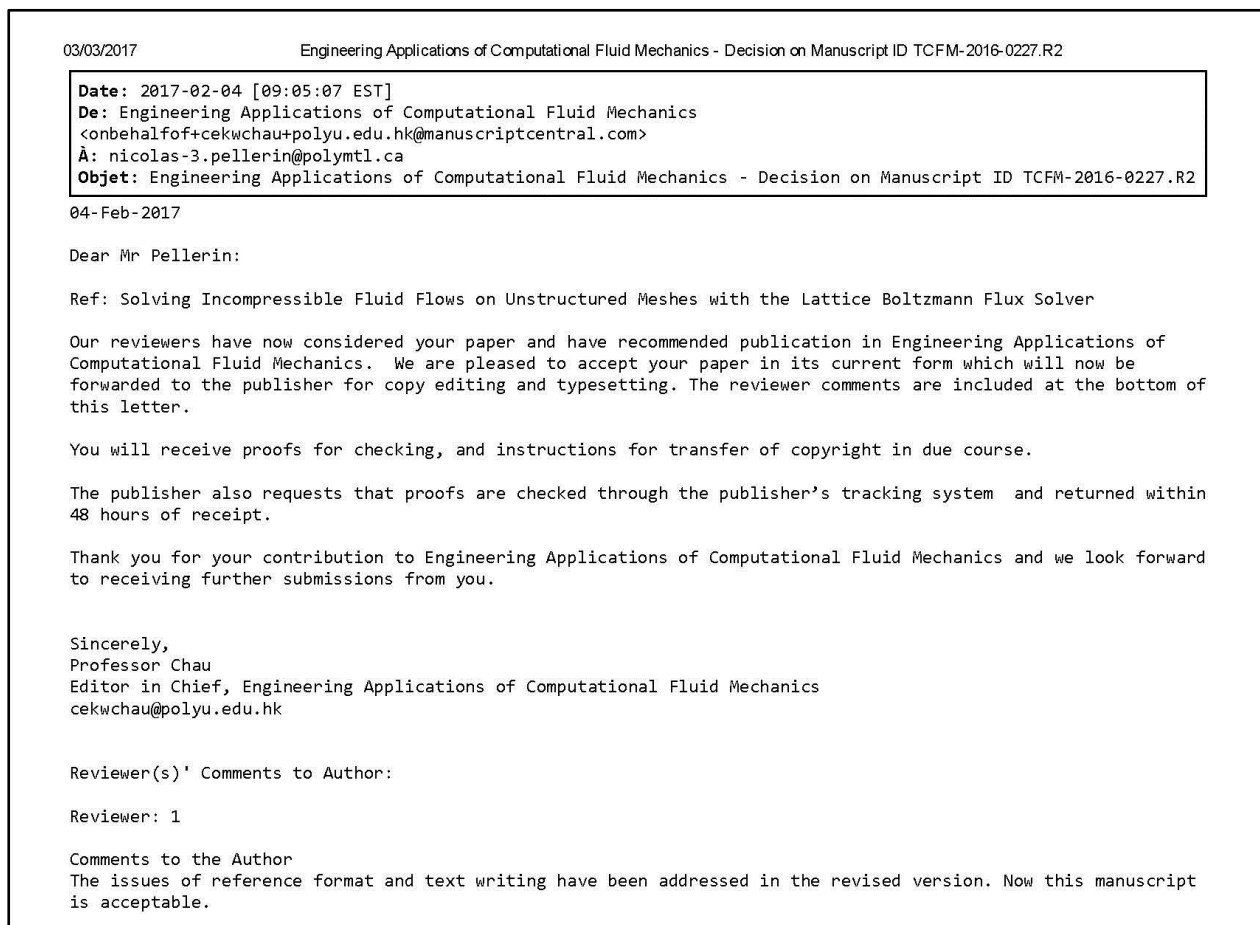 03/03/2017 Engineering Applications of Computational Fluid Mechanics - Decision on Manuscript ID TCFM-2016-0227.R2
Date: 2017-02-04 [09:05:07 EST]
De: Engineering Applications of Computational Fluid Mechanics
<onbehalfof+cekwchau+polyu.edu.hk@manuscriptcentral.com>
À: nicolas-3.pellerin@polymtl.ca
Objet: Engineering Applications of Computational Fluid Mechanics - Decision on Manuscript ID TCFM-2016-0227.R2
04-Feb-2017
Dear Mr Pellerin:
Ref: Solving Incompressible Fluid Flows on Unstructured Meshes with the Lattice Boltzmann Flux Solver
Our reviewers have now considered your paper and have recommended publication in Engineering Applications of
Computational Fluid Mechanics.  We are pleased to accept your paper in its current form which will now be
forwarded to the publisher for copy editing and typesetting. The reviewer comments are included at the bottom of
this letter.
You will receive proofs for checking, and instructions for transfer of copyright in due course.
The publisher also requests that proofs are checked through the publisher’s tracking system  and returned within
48 hours of receipt.
Thank you for your contribution to Engineering Applications of Computational Fluid Mechanics and we look forward
to receiving further submissions from you.
Sincerely,
Professor Chau
Editor in Chief, Engineering Applications of Computational Fluid Mechanics
cekwchau@polyu.edu.hk
Reviewer(s)' Comments to Author:
Reviewer: 1
Comments to the Author
The issues of reference format and text writing have been addressed in the revised version. Now this manuscript
is acceptable.